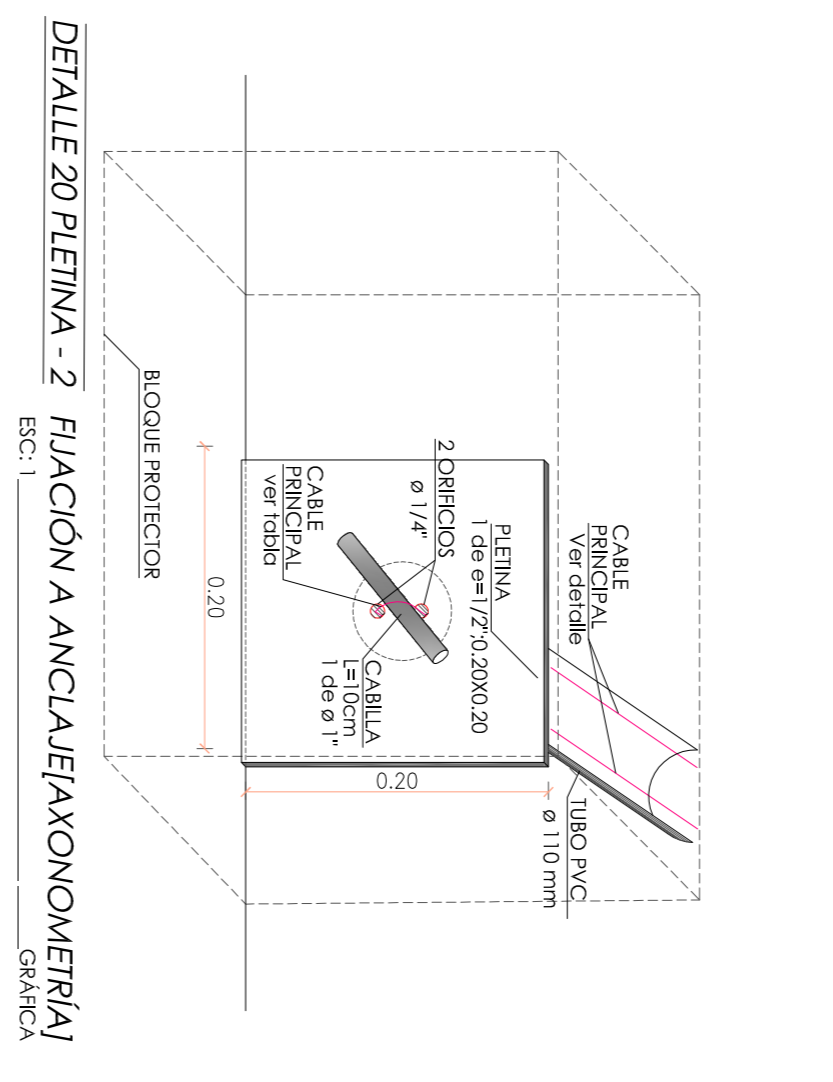 CABLE
PRINCIPAL
Ver detalle
TUBO PVC
ø 110 mm
PLETINA
1 de e=1/2";0.20X0.20
2 ORIFICIOS
ø 1/4"
0.20
CABILLA
L=10cm
1 de ø 1"
CABLE
PRINCIPAL
ver tabla
0.20
BLOQUE PROTECTOR
DETALLE 20 PLETINA - 2 FIJACIÓN A ANCLAJE[AXONOMETRÍA]
ESC: 1 GRÁFICA